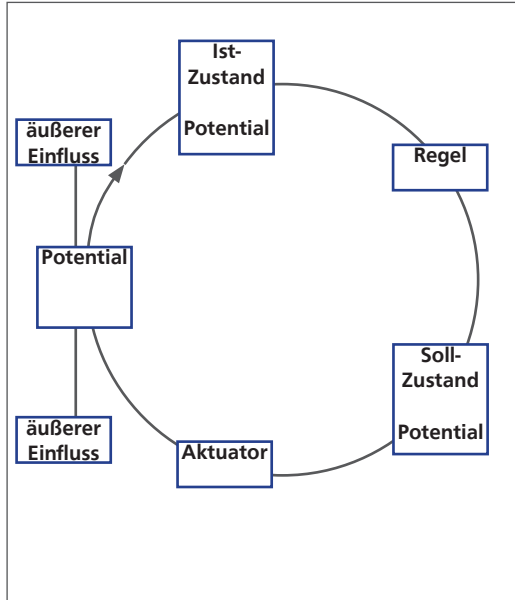 Ist-
Zustand
Potential
äußerer
Einfluss
Regel
Potential
Soll-
Zustand
Potential
äußerer
Einfluss
Aktuator